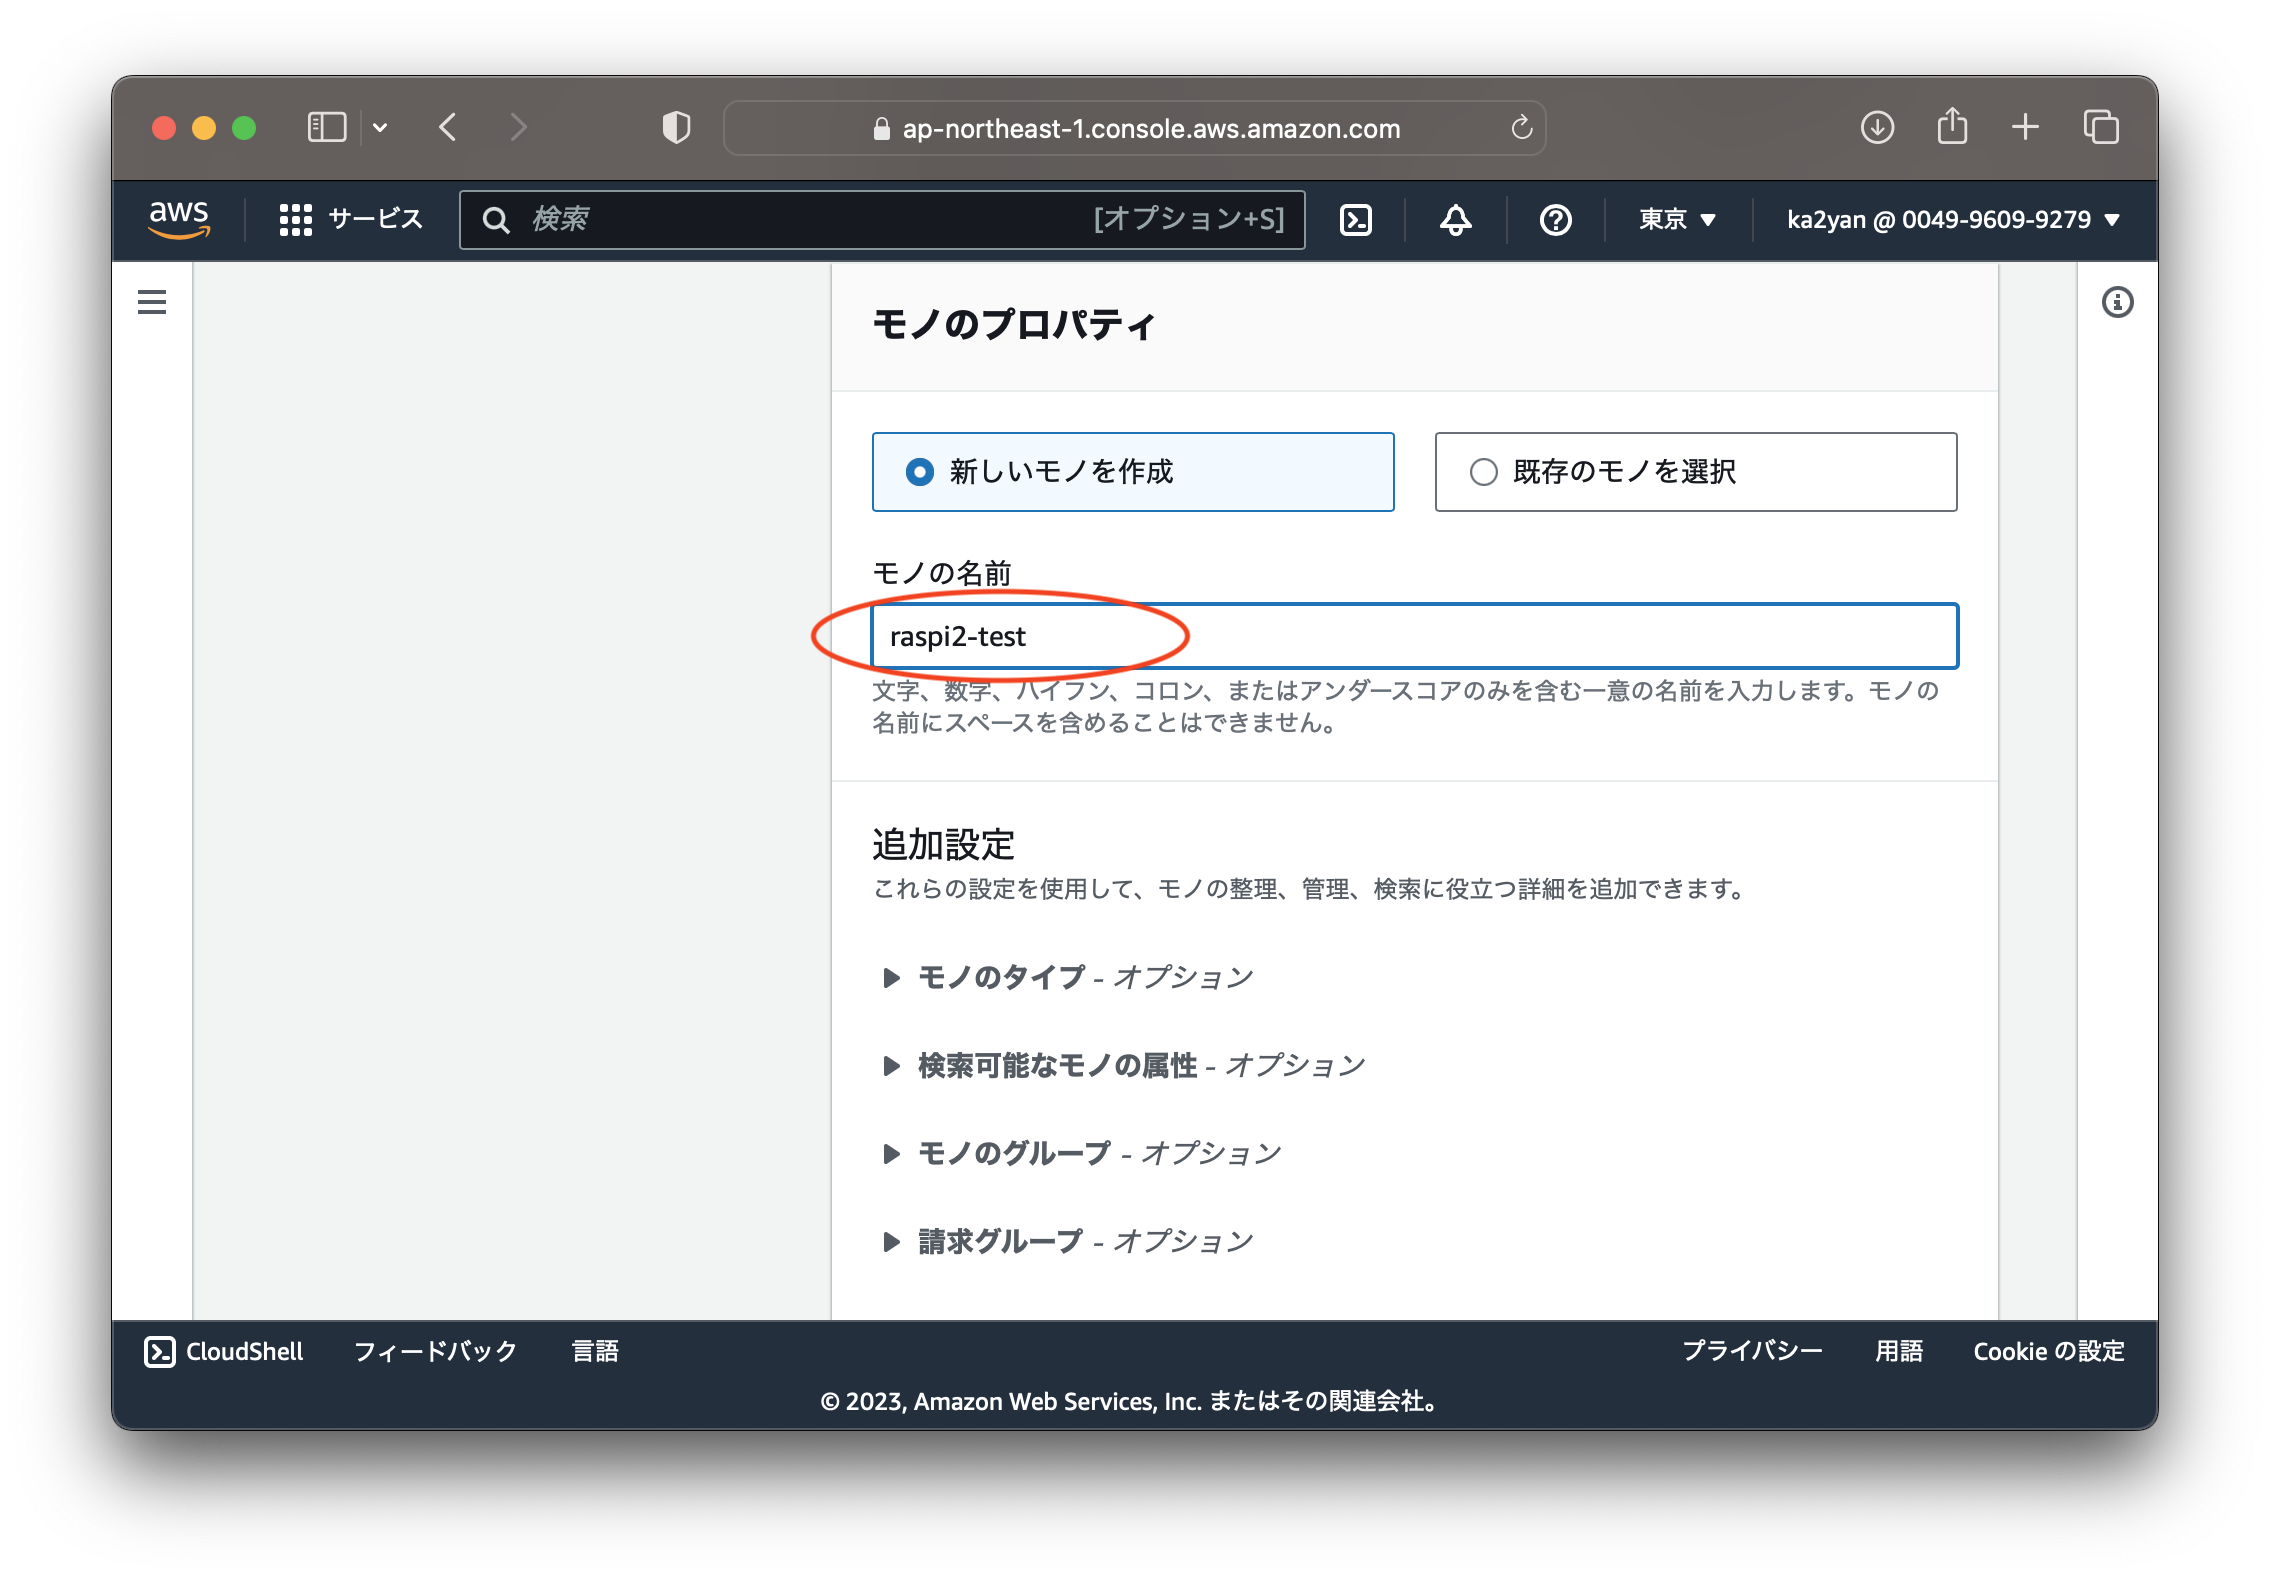 ap-northeast-1.console.aws.amazon.com
aws
サービス
検索
[オプション+S]
東京
ka2yan @ 0049-9609-9279
モノのプロパティ
新しいモノを作成
既存のモノを選択
モノの名前
raspi2-test
文字、数字、ハイフン、コロン、またはアンダースコアのみを含む一意の名前を入力します。モノの
名前にスペースを含めることはできません。
追加設定
これらの設定を使用して、モノの整理、管理、検索に役立つ詳細を追加できます。
モノのタイプ - オプション
検索可能なモノの属性 - オプション
モノのグループ - オプション
請求グループ - オプション
CloudShell
フィードバック
言語
プライバシー
用語
Cookie の設定
© 2023, Amazon Web Services, Inc. またはその関連会社。